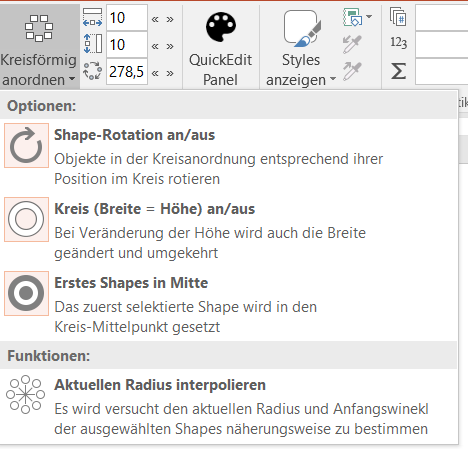 Kreisförmig
anordnen
10 « »
10 « »
278,5 « »
QuickEdit
Panel
Styles
anzeigen
#
123
Σ
tik
Optionen:
Shape-Rotation an/aus
Objekte in der Kreisanordnung entsprechend ihrer
Position im Kreis rotieren
Kreis (Breite = Höhe) an/aus
Bei Veränderung der Höhe wird auch die Breite
geändert und umgekehrt
Erstes Shapes in Mitte
Das zuerst selektierte Shape wird in den
Kreis-Mittelpunkt gesetzt
Funktionen:
Aktuellen Radius interpolieren
Es wird versucht den aktuellen Radius und Anfangswinekl
der ausgewählten Shapes näherungsweise zu bestimmen